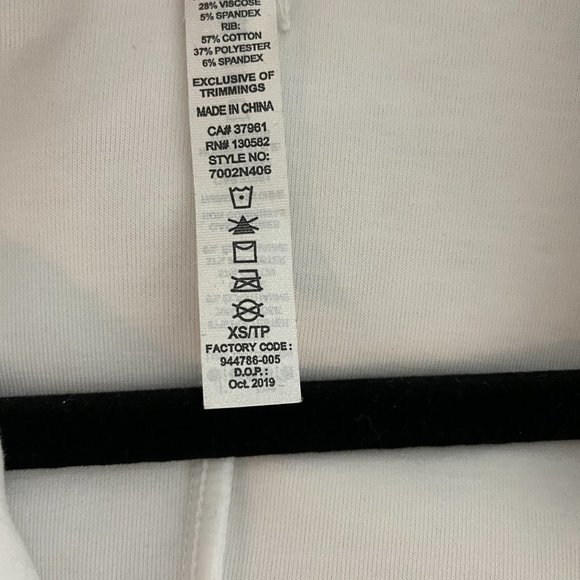 28% VISCOSE
5% SPANDEX
RIB:
57% COTTON
37% POLYESTER
6% SPANDEX
EXCLUSIVE OF
TRIMMINGS
MADE IN CHINA
CA# 37961
RN# 130582
STYLE NO:
7002N406
XS/TP
FACTORY CODE :
944786-005
D.O.P. :
Oct. 2019